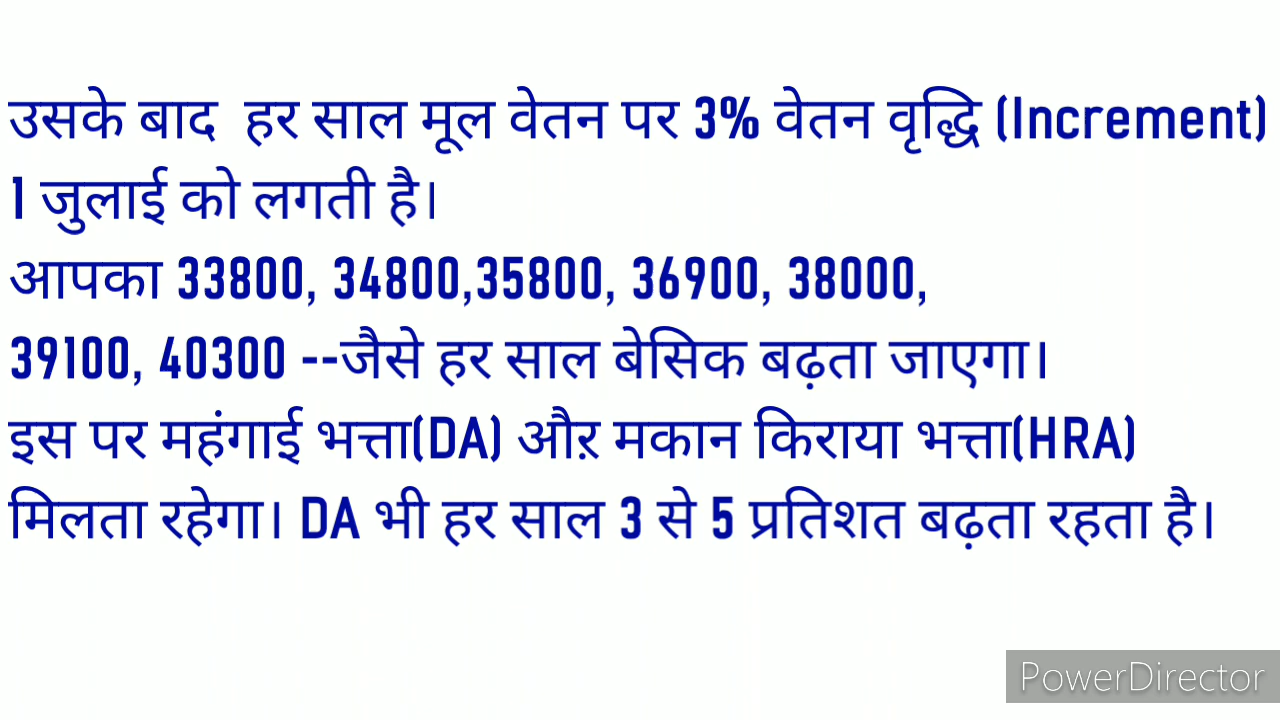 उसके बाद हर साल मूल वेतन पर 3% वेतन वृद्धि (Increment)
1 जुलाई को लगती है।
आपका 33800, 34800,35800, 36900, 38000,
39100, 40300 --जैसे हर साल बेसिक बढ़ता जाएगा।
इस पर महंगाई भत्ता(DA) औऱ मकान किराया भत्ता(HRA)
मिलता रहेगा। DA भी हर साल 3 से 5 प्रतिशत बढ़ता रहता है।
PowerDirector